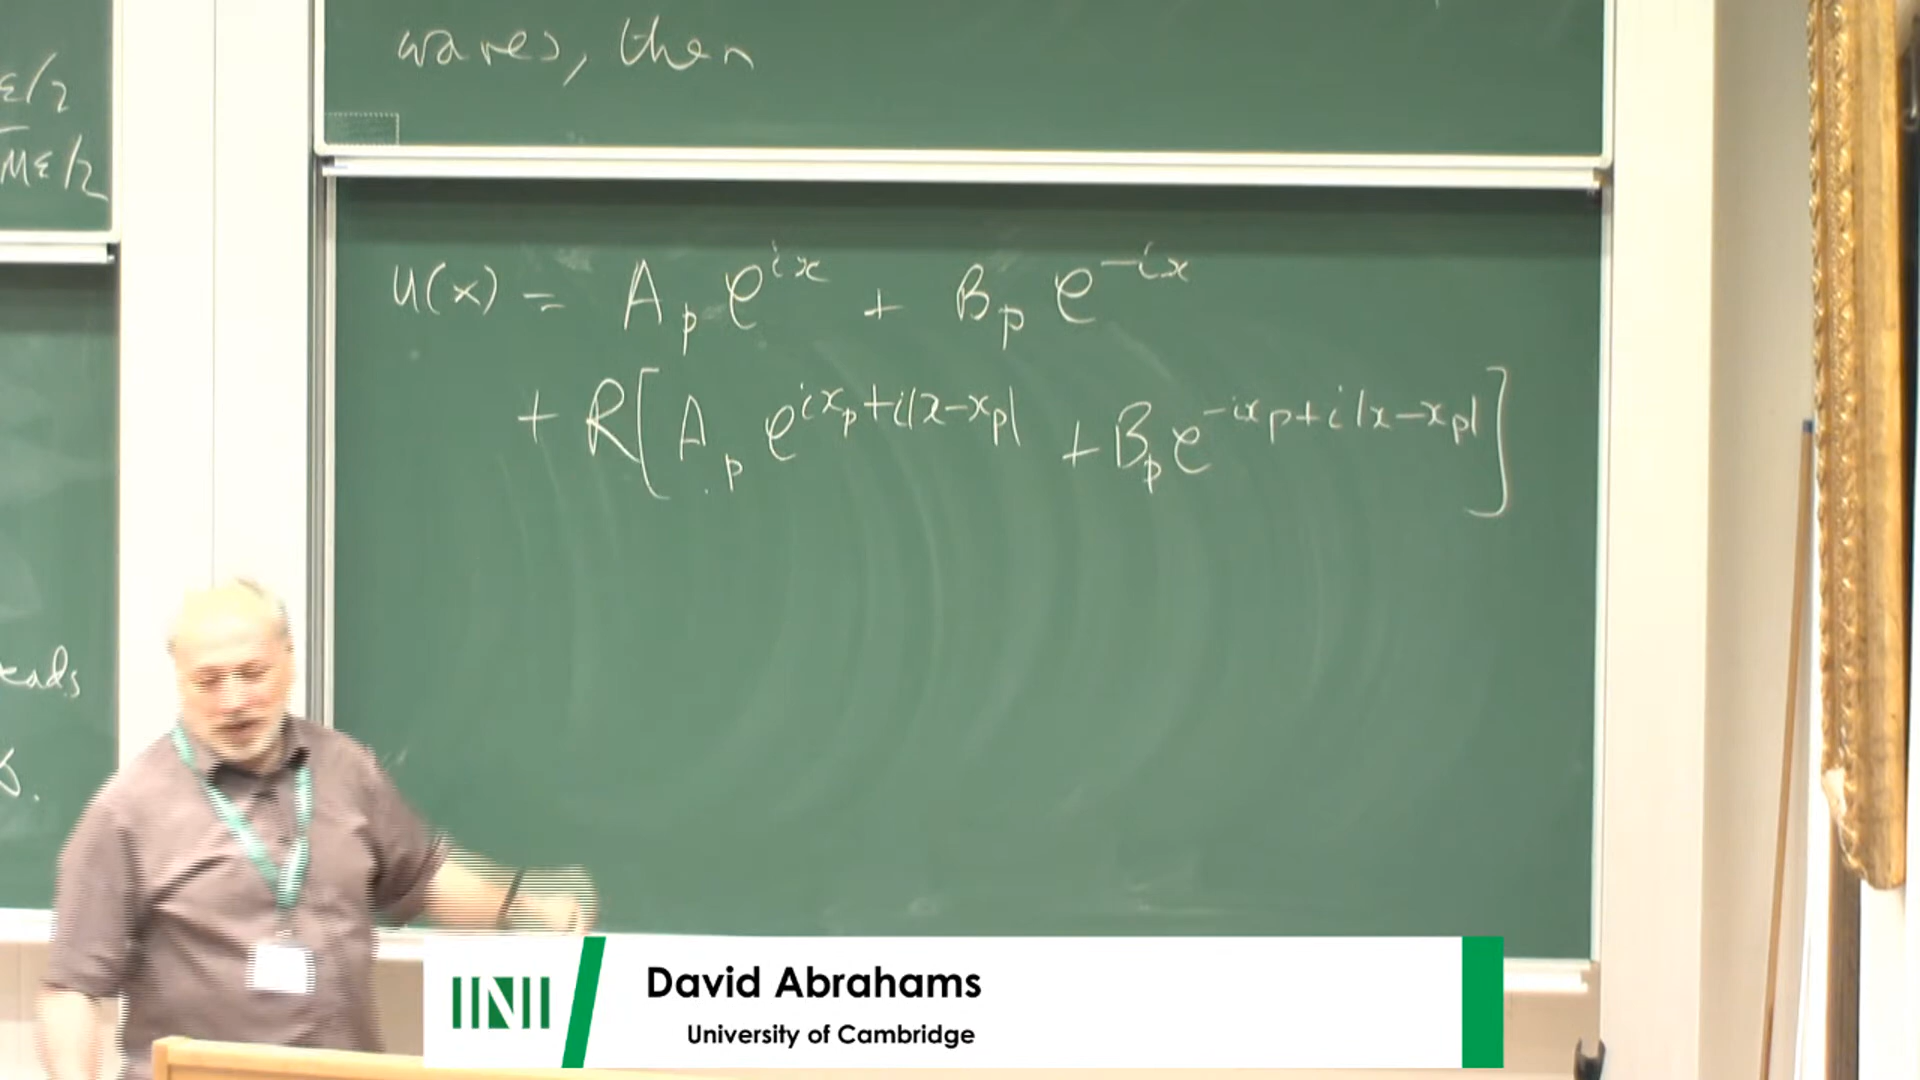 ε/2
Mε/2
eads
waves, then
u(x) = A_p e^{ix} + B_p e^{-ix}
+ R[A_p e^{ix_p+i|x-x_p|} + B_p e^{-ix_p+i|x-x_p|}]
David Abrahams
University of Cambridge